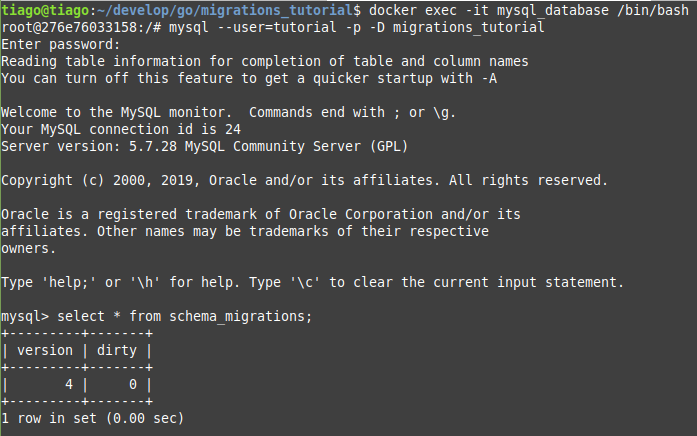 tiago@tiago:~/develop/go/migrations_tutorial$ docker exec -it mysql_database /bin/bash
root@276e76033158:/# mysql --user=tutorial -p -D migrations_tutorial
Enter password:
Reading table information for completion of table and column names
You can turn off this feature to get a quicker startup with -A

Welcome to the MySQL monitor.  Commands end with ; or \g.
Your MySQL connection id is 24
Server version: 5.7.28 MySQL Community Server (GPL)

Copyright (c) 2000, 2019, Oracle and/or its affiliates. All rights reserved.

Oracle is a registered trademark of Oracle Corporation and/or its
affiliates. Other names may be trademarks of their respective
owners.

Type 'help;' or '\h' for help. Type '\c' to clear the current input statement.

mysql> select * from schema_migrations;
+---------+-------+
| version | dirty |
+---------+-------+
|       4 |     0 |
+---------+-------+
1 row in set (0.00 sec)